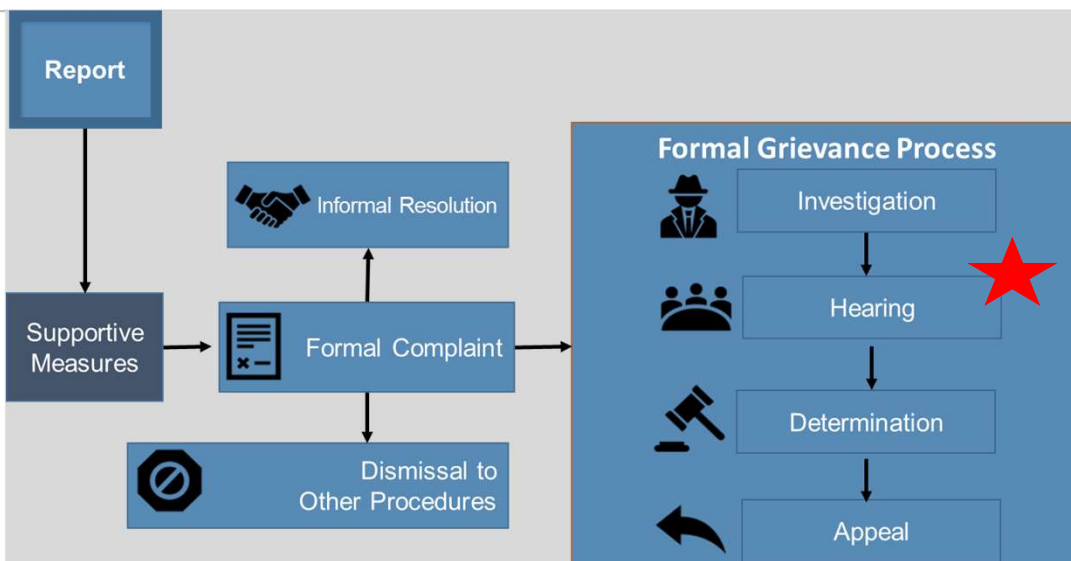 Report
Supportive
Measures
Informal Resolution
Formal Complaint
Dismissal to
Other Procedures
Formal Grievance Process
Investigation
Hearing
Determination
Appeal